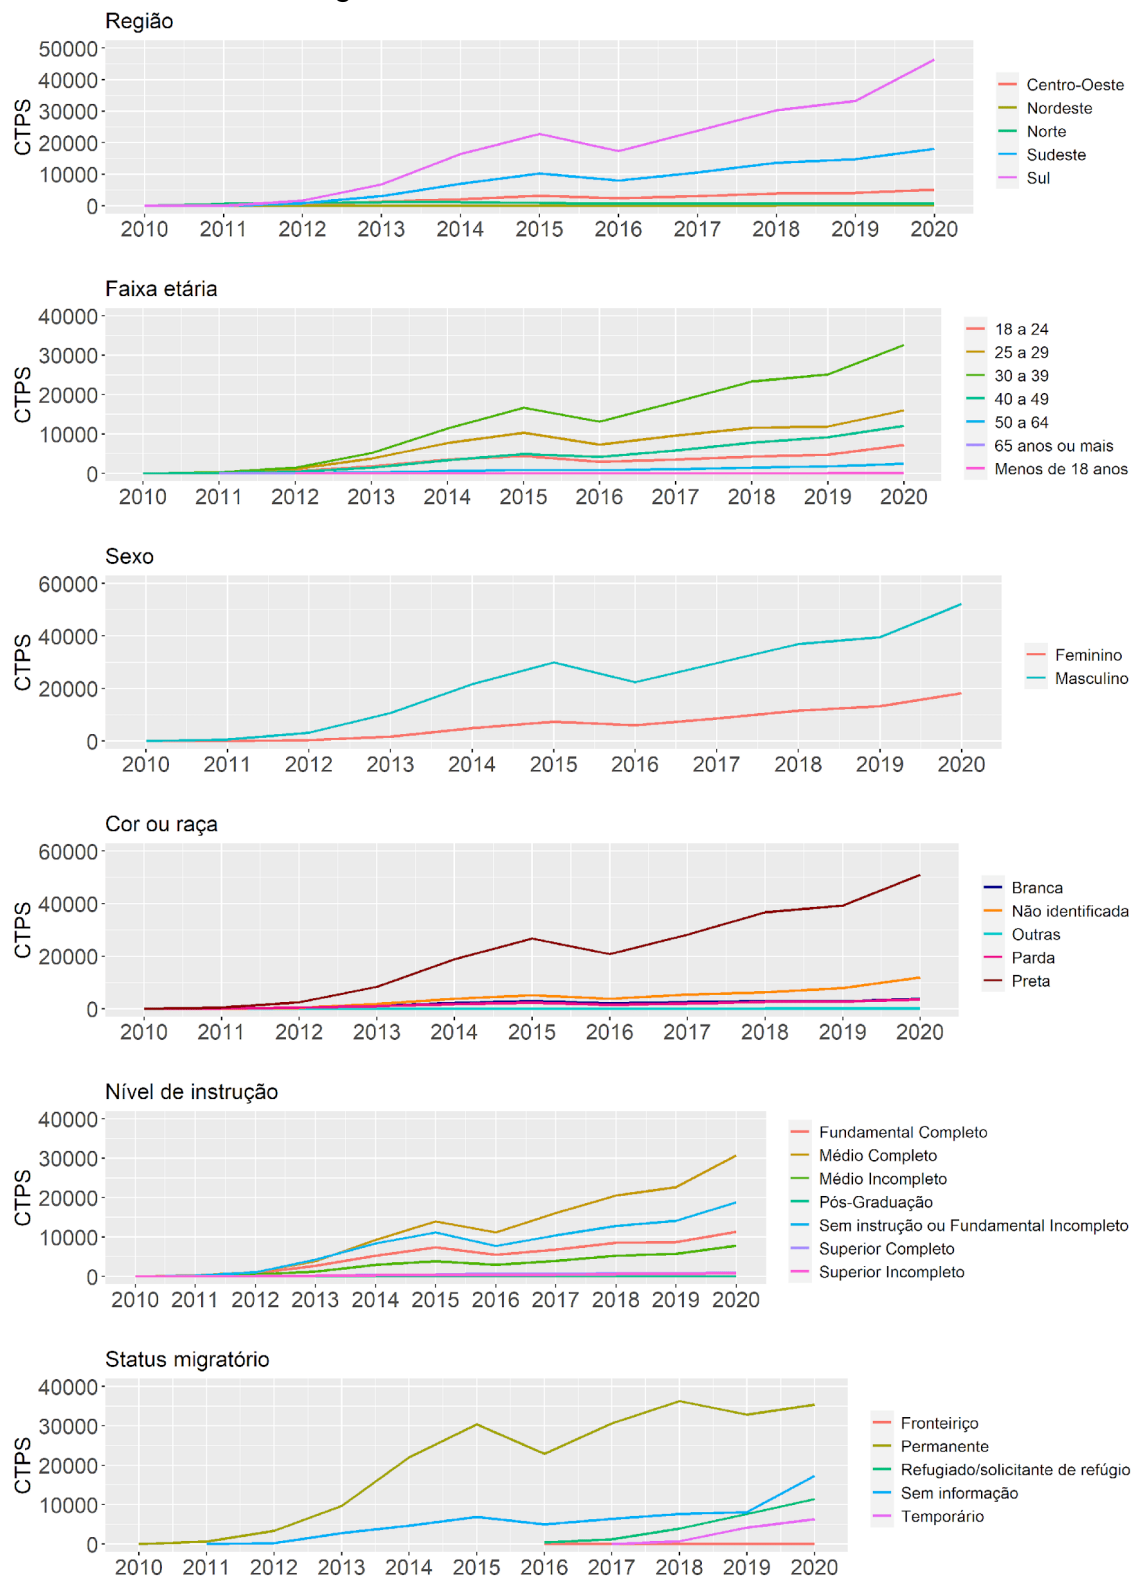 Região
CTPS
50000
40000
30000
20000
10000
0
2010 2011 2012 2013 2014 2015 2016 2017 2018 2019 2020
Centro-Oeste
Nordeste
Norte
Sudeste
Sul
Faixa etária
CTPS
40000
30000
20000
10000
0
2010 2011 2012 2013 2014 2015 2016 2017 2018 2019 2020
18 a 24
25 a 29
30 a 39
40 a 49
50 a 64
65 anos ou mais
Menos de 18 anos
Sexo
CTPS
60000
40000
20000
0
2010 2011 2012 2013 2014 2015 2016 2017 2018 2019 2020
Feminino
Masculino
Cor ou raça
CTPS
60000
40000
20000
0
2010 2011 2012 2013 2014 2015 2016 2017 2018 2019 2020
Branca
Não identificada
Outras
Parda
Preta
Nível de instrução
CTPS
40000
30000
20000
10000
0
2010 2011 2012 2013 2014 2015 2016 2017 2018 2019 2020
Fundamental Completo
Médio Completo
Médio Incompleto
Pós-Graduação
Sem instrução ou Fundamental Incompleto
Superior Completo
Superior Incompleto
Status migratório
CTPS
40000
30000
20000
10000
0
2010 2011 2012 2013 2014 2015 2016 2017 2018 2019 2020
Fronteiriço
Permanente
Refugiado/solicitante de refúgio
Sem informação
Temporário